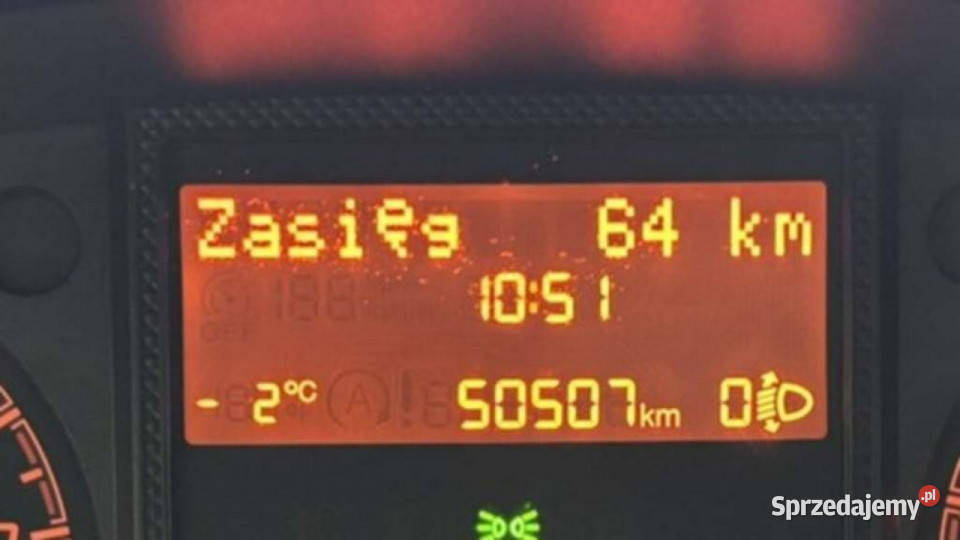 Zasięg 64 km
10:51
- 2°C 50507km 0
Sprzedajemy.pl